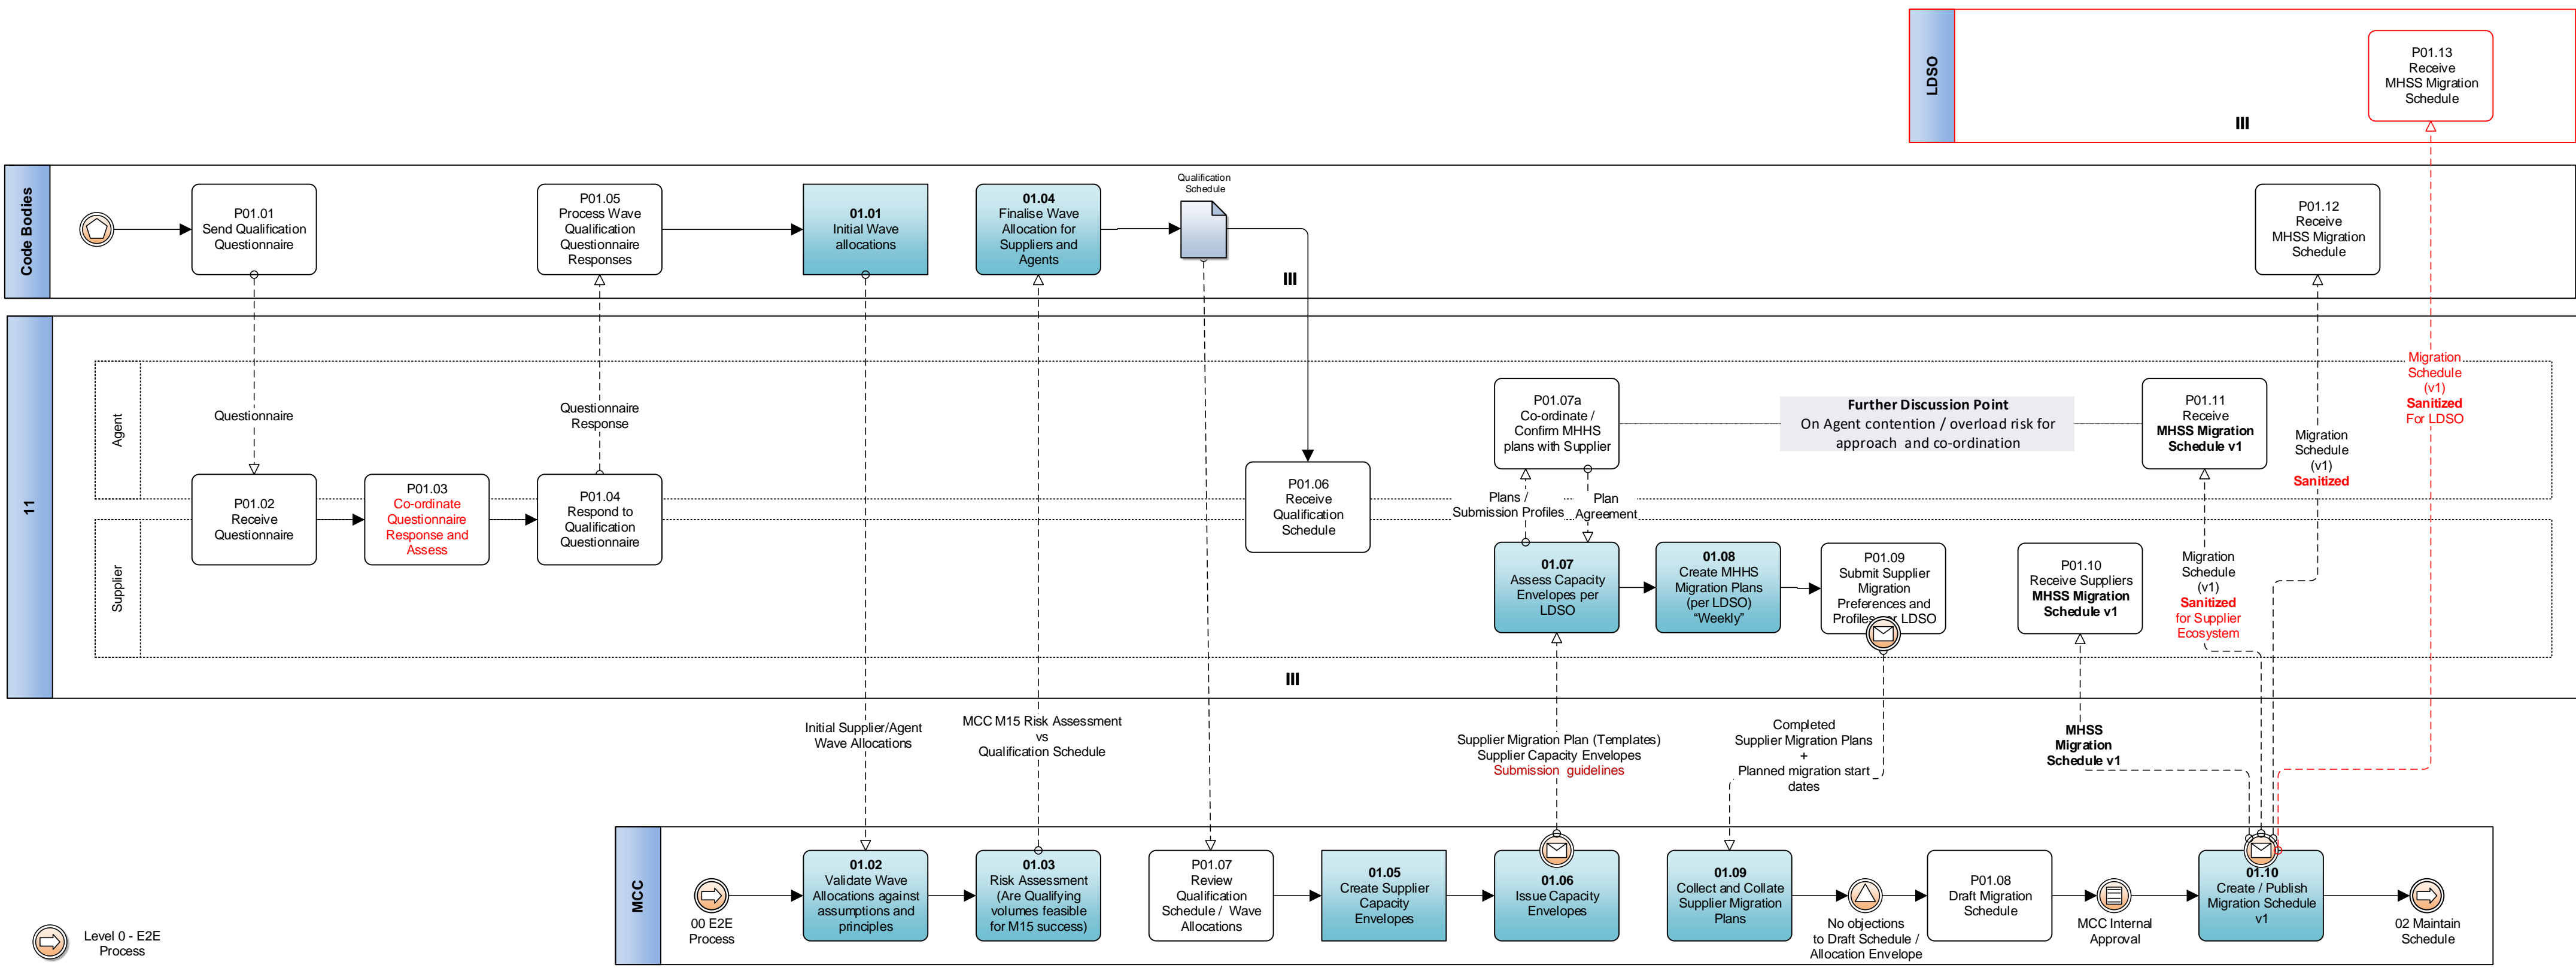 LDSO
P01.13
Receive
MHSS Migration
Schedule
III
Code Bodies
P01.01
Send Qualification
Questionnaire
P01.05
Process Wave
Qualification
Questionnaire
Responses
01.01
Initial Wave
allocations
01.04
Finalise Wave
Allocation for
Suppliers and
Agents
Qualification
Schedule
III
P01.12
Receive
MHSS Migration
Schedule
11
Agent
Supplier
Questionnaire
Questionnaire
Response
P01.02
Receive
Questionnaire
P01.03
Co-ordinate
Questionnaire
Response and
Assess
P01.04
Respond to
Qualification
Questionnaire
P01.06
Receive
Qualification
Schedule
P01.07a
Co-ordinate /
Confirm MHHS
plans with Supplier
Further Discussion Point
On Agent contention / overload risk for
approach and co-ordination
P01.11
Receive
MHSS Migration
Schedule v1
Migration
Schedule
(v1)
Sanitized
Migration
Schedule
(v1)
Sanitized
For LDSO
Plans /
Submission Profiles
Plan
Agreement
01.07
Assess Capacity
Envelopes per
LDSO
01.08
Create MHHS
Migration Plans
(per LDSO)
“Weekly”
P01.09
Submit Supplier
Migration
Preferences and
Profiles per LDSO
P01.10
Receive Suppliers
MHSS Migration
Schedule v1
Migration
Schedule
(v1)
Sanitized
for Supplier
Ecosystem
III
Initial Supplier/Agent
Wave Allocations
MCC M15 Risk Assessment
vs
Qualification Schedule
Supplier Migration Plan (Templates)
Supplier Capacity Envelopes
Submission guidelines
Completed
Supplier Migration Plans
+
Planned migration start
dates
MHSS
Migration
Schedule v1
MCC
00 E2E
Process
01.02
Validate Wave
Allocations against
assumptions and
principles
01.03
Risk Assessment
(Are Qualifying
volumes feasible
for M15 success)
P01.07
Review
Qualification
Schedule / Wave
Allocations
01.05
Create Supplier
Capacity
Envelopes
01.06
Issue Capacity
Envelopes
01.09
Collect and Collate
Supplier Migration
Plans
No objections
to Draft Schedule /
Allocation Envelope
P01.08
Draft Migration
Schedule
MCC Internal
Approval
01.10
Create / Publish
Migration Schedule
v1
02 Maintain
Schedule
Level 0 - E2E
Process